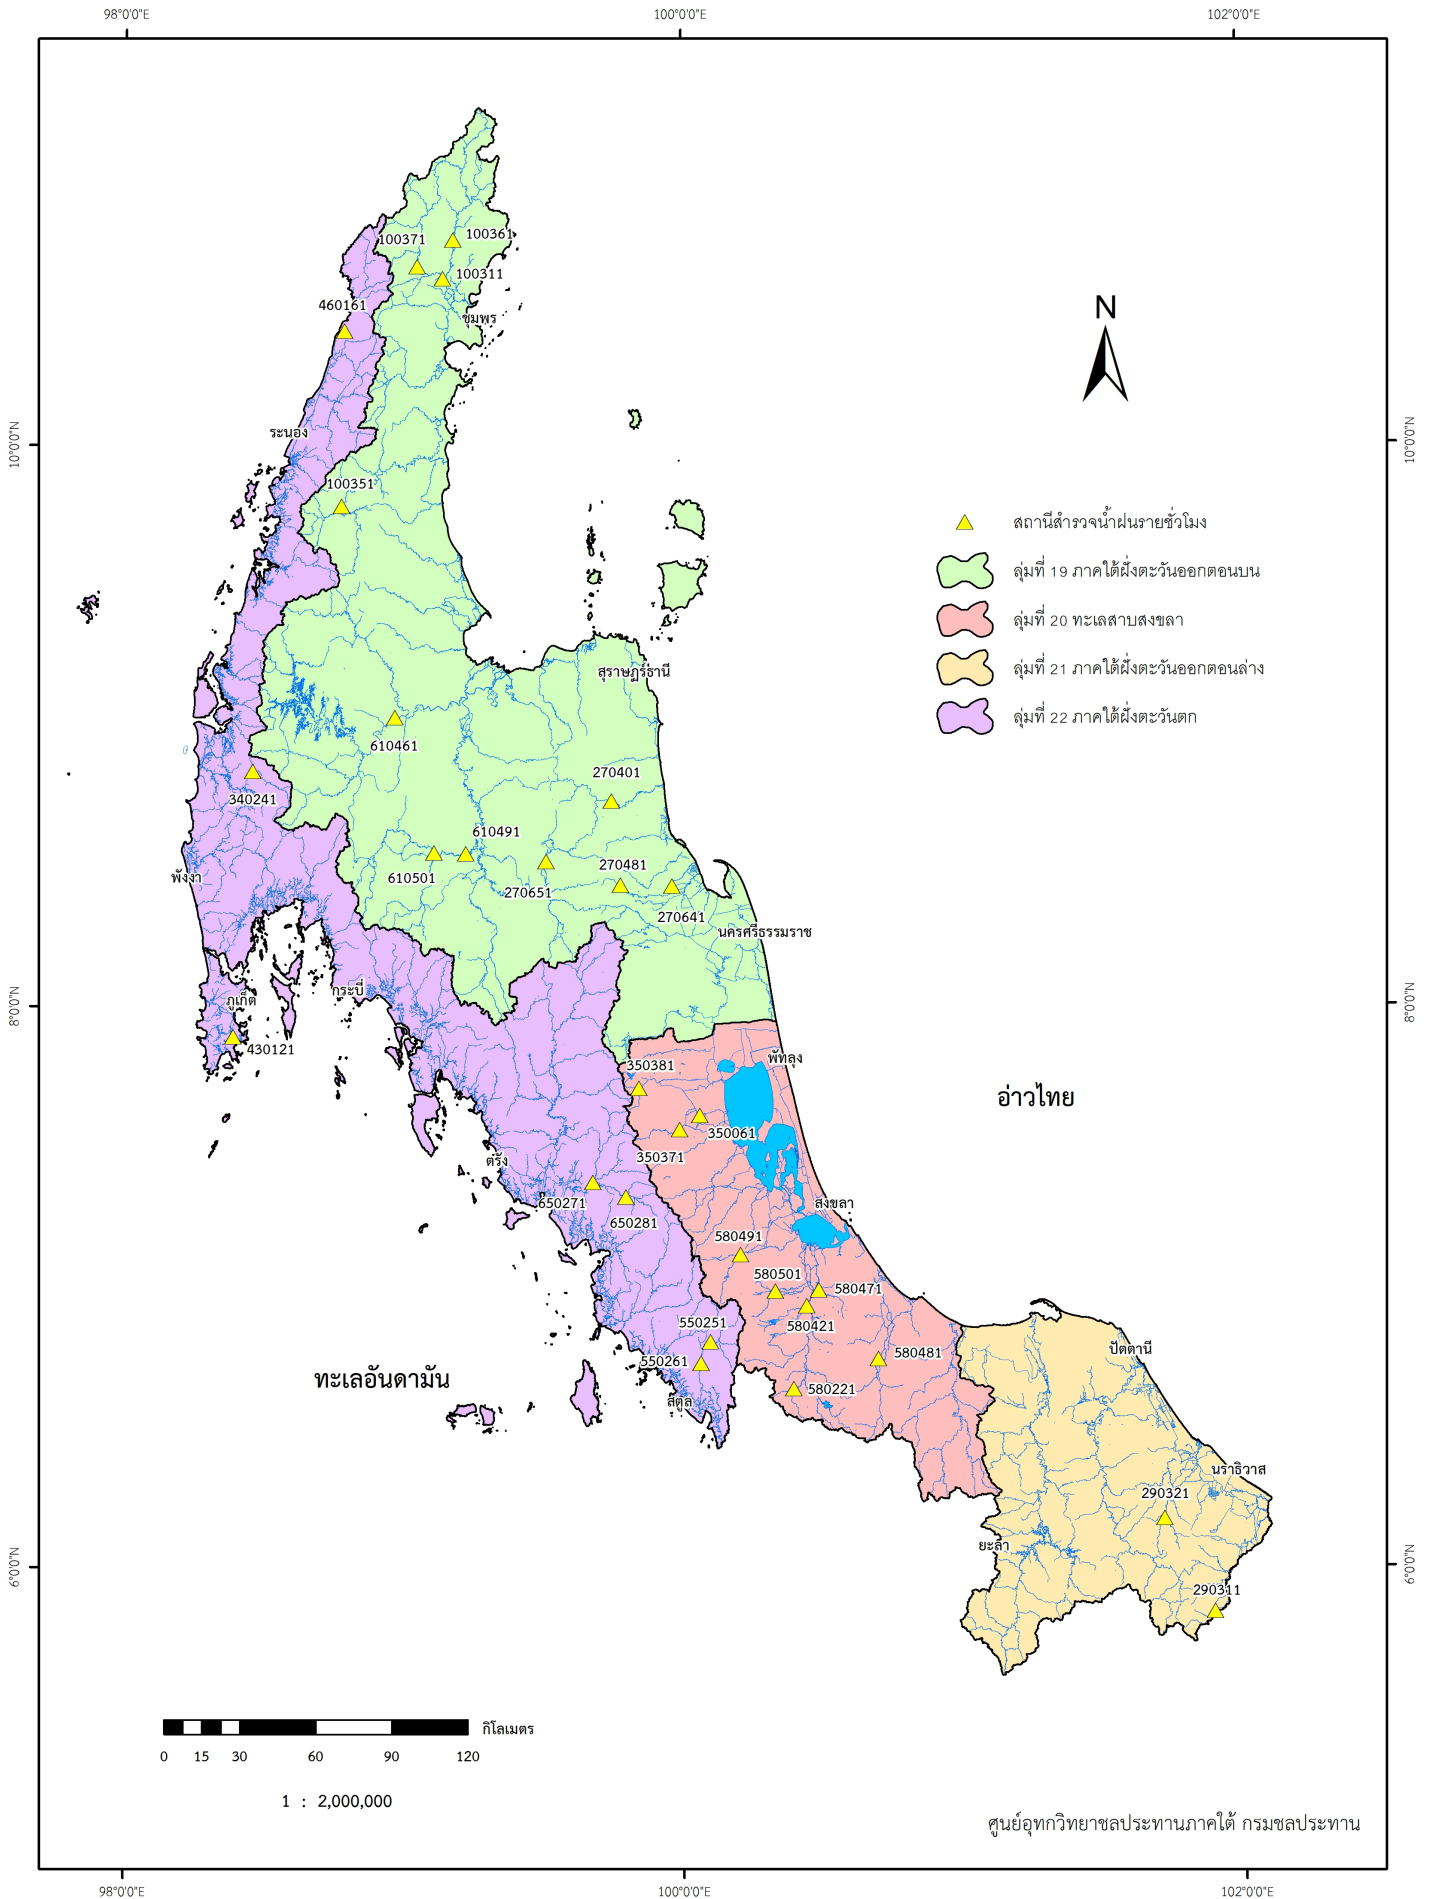 98°0'0"E
100°0'0"E
102°0'0"E
100371
100361
100311
460161
ชุมพร
N
ระนอง
10°0'0"N
10°0'0"N
100351
สถานีสำรวจน้ำฝนรายชั่วโมง
ลุ่มที่ 19 ภาคใต้ฝั่งตะวันออกตอนบน
ลุ่มที่ 20 ทะเลสาบสงขลา
ลุ่มที่ 21 ภาคใต้ฝั่งตะวันออกตอนล่าง
ลุ่มที่ 22 ภาคใต้ฝั่งตะวันตก
สุราษฎร์ธานี
610461
270401
340241
610491
พังงา
610501
270651
270481
270641
นครศรีธรรมราช
ภูเก็ต
กระบี่
8°0'0"N
8°0'0"N
430121
350381
พัทลุง
อ่าวไทย
350061
350371
ตรัง
650271
650281
สงขลา
580491
580501
580471
580421
550251
550261
580481
580221
ปัตตานี
ทะเลอันดามัน
สตูล
นราธิวาส
290321
ยะลา
6°0'0"N
6°0'0"N
290311
กิโลเมตร
0 15 30 60 90 120
1 : 2,000,000
ศูนย์อุทกวิทยาชลประทานภาคใต้ กรมชลประทาน
98°0'0"E
100°0'0"E
102°0'0"E